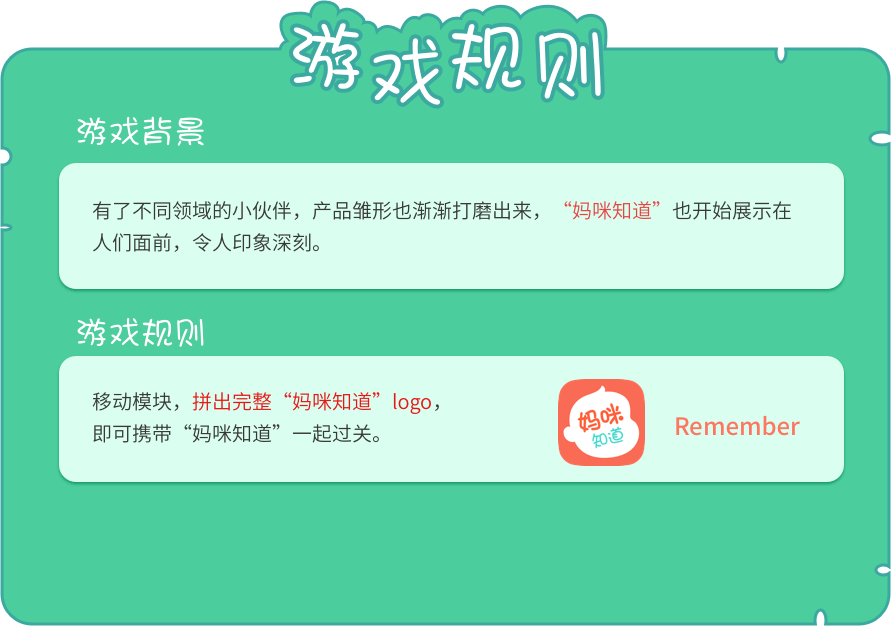 游戏规则
游戏背景
有了不同领域的小伙伴，产品雏形也渐渐打磨出来，“妈咪知道”也开始展示在
人们面前，令人印象深刻。
游戏规则
移动模块，拼出完整“妈咪知道”logo，
即可携带“妈咪知道”一起过关。
妈咪
知道
Remember